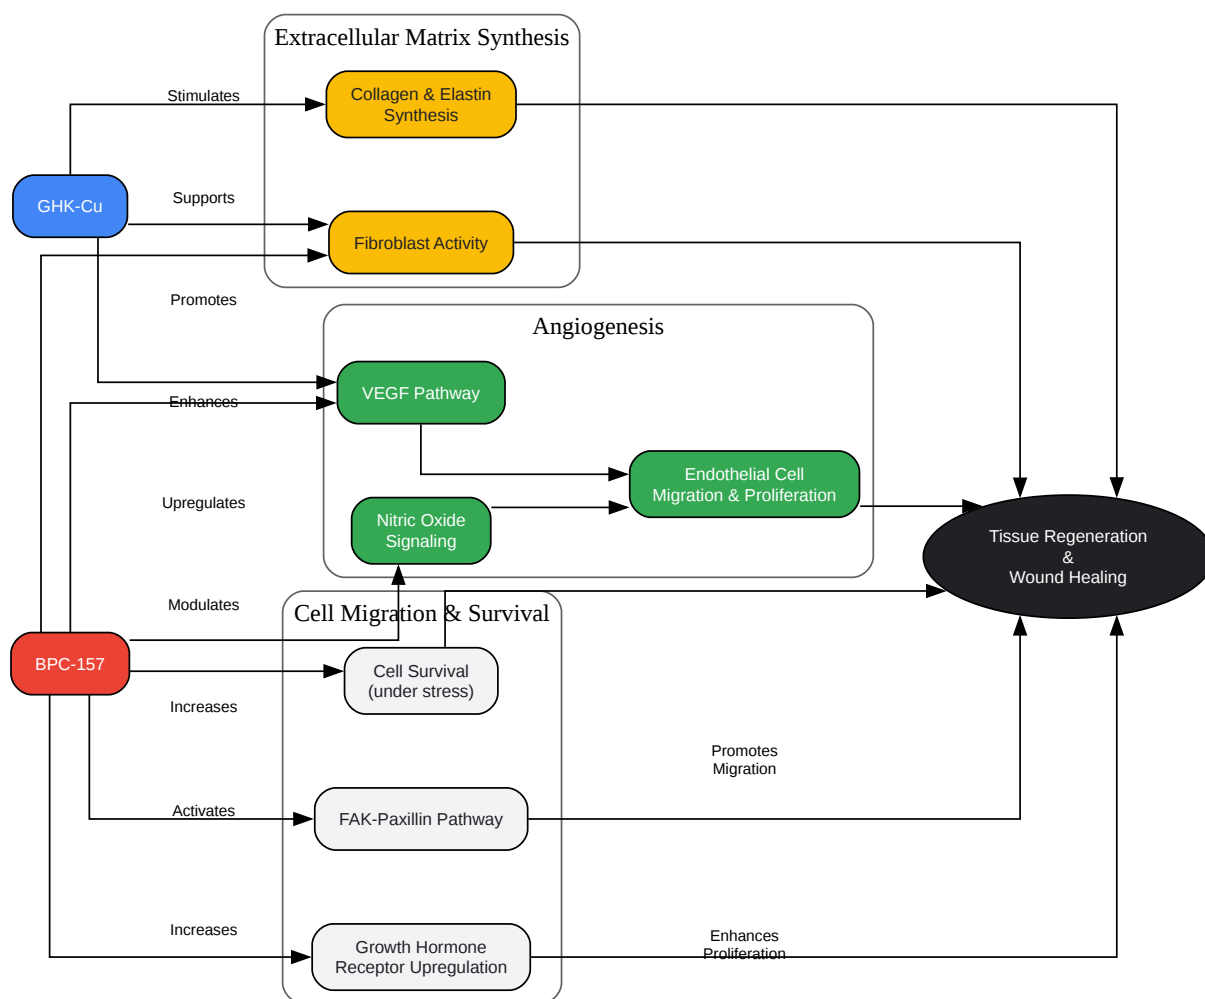 Extracellular Matrix Synthesis
Stimulates
Collagen & Elastin
Synthesis
GHK-Cu
Supports
Fibroblast Activity
Promotes
Angiogenesis
VEGF Pathway
Enhances
Endothelial Cell
Migration & Proliferation
Upregulates
Nitric Oxide
Signaling
Tissue Regeneration
&
Wound Healing
Modulates
Cell Migration & Survival
BPC-157
Cell Survival
(under stress)
Increases
Promotes
Migration
Activates
FAK-Paxillin Pathway
Increases
Growth Hormone
Receptor Upregulation
Enhances
Proliferation